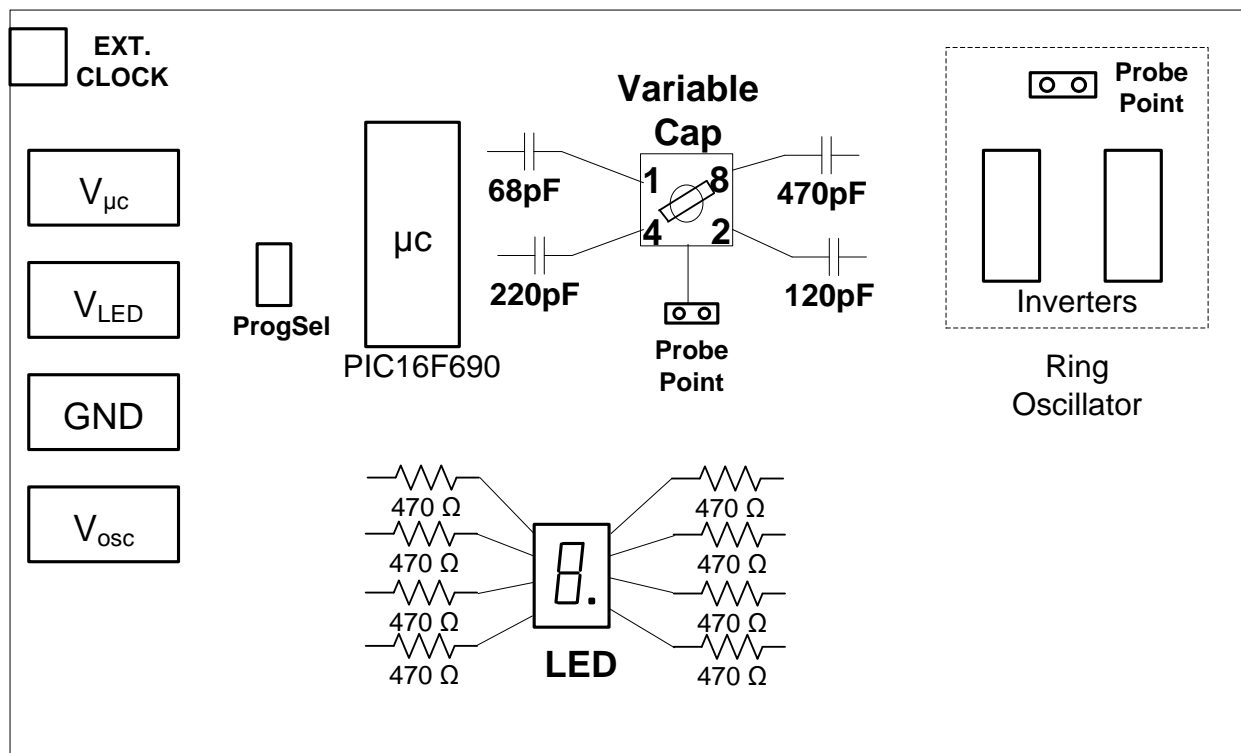 EXT.
CLOCK
Vμc
VLED
GND
Vosc
ProgSel
μc
PIC16F690
Variable
Cap
68pF
1
8
470pF
4
2
220pF
120pF
Probe
Point
Probe
Point
Inverters
Ring
Oscillator
470 Ω
470 Ω
470 Ω
470 Ω
470 Ω
470 Ω
470 Ω
470 Ω
8.
LED